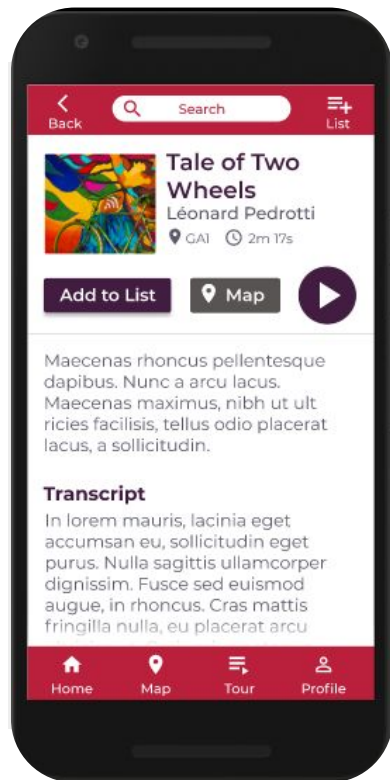 Back
Search
List
Tale of Two
Wheels
Léonard Pedrotti
GA1 2m 17s
Add to List
Map
Maecenas rhoncus pellentesque
dapibus. Nunc a arcu lacus.
Maecenas maximus, nibh ut ult
ricies facilisis, tellus odio placerat
lacus, a sollicitudin.
Transcript
In lorem mauris, lacinia eget
accumsan eu, sollicitudin eget
purus. Nulla sagittis ullamcorper
dignissim. Fusce sed euismod
augue, in rhoncus. Cras mattis
fringilla nulla, eu placerat arcu
Home Map Tour Profile